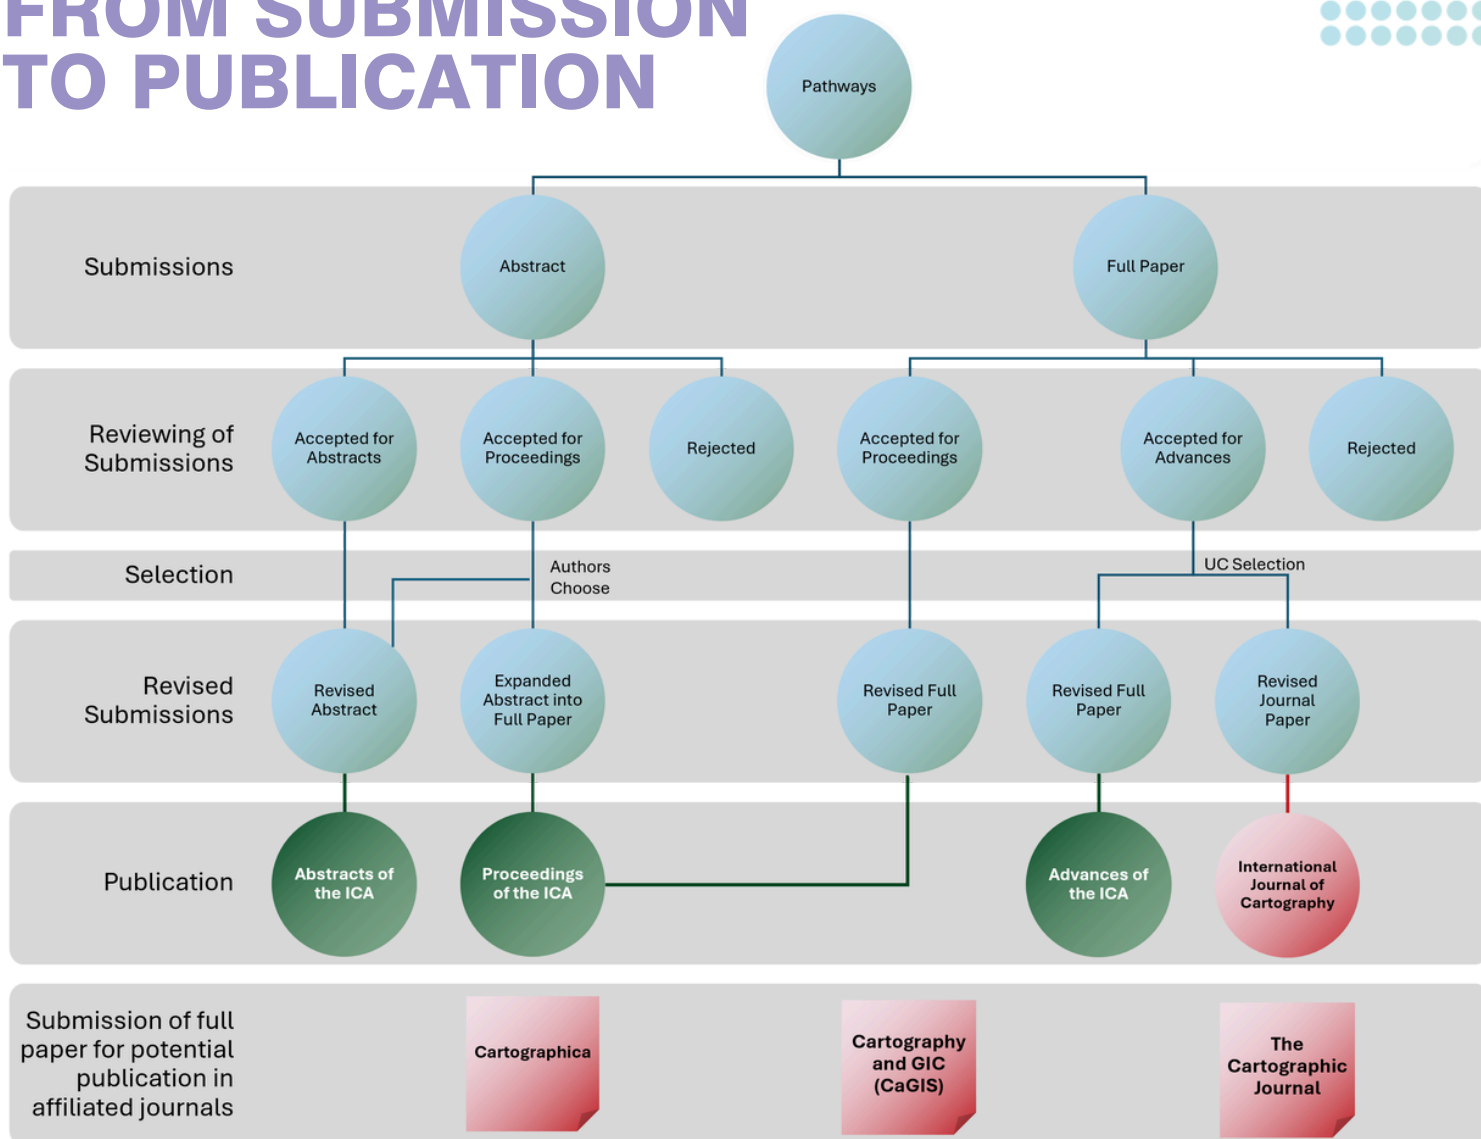 FROM SUBMISSION
TO PUBLICATION
Pathways
Submissions
Abstract
Full Paper
Reviewing of
Submissions
Accepted for
Abstracts
Accepted for
Proceedings
Rejected
Accepted for
Proceedings
Accepted for
Advances
Rejected
Selection
Authors
Choose
UC Selection
Revised
Submissions
Revised
Abstract
Expanded
Abstract into
Full Paper
Revised Full
Paper
Revised Full
Paper
Revised
Journal
Paper
Publication
Abstracts of
the ICA
Proceedings
of the ICA
Advances of
the ICA
International
Journal of
Cartography
Submission of full
paper for potential
publication in
affiliated journals
Cartographica
Cartography
and GIC
(CaGIS)
The
Cartographic
Journal